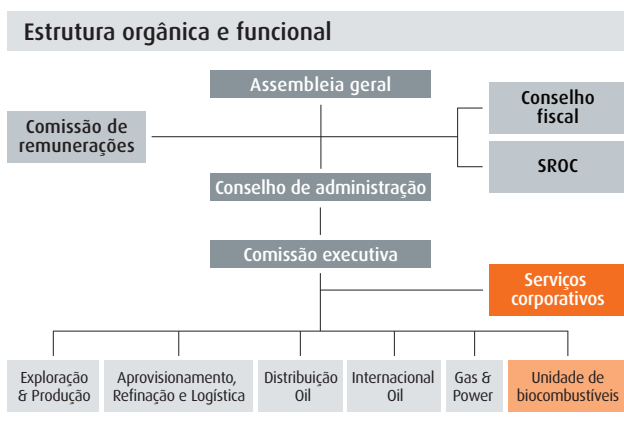 Estrutura orgânica e funcional
Assembleia geral
Comissão de
remunerações
Conselho
fiscal
SROC
Conselho de administração
Comissão executiva
Serviços
corporativos
Exploração
& Produção
Aprovisionamento,
Refinação e Logística
Distribuição
Oil
Internacional
Oil
Gas &
Power
Unidade de
biocombustíveis